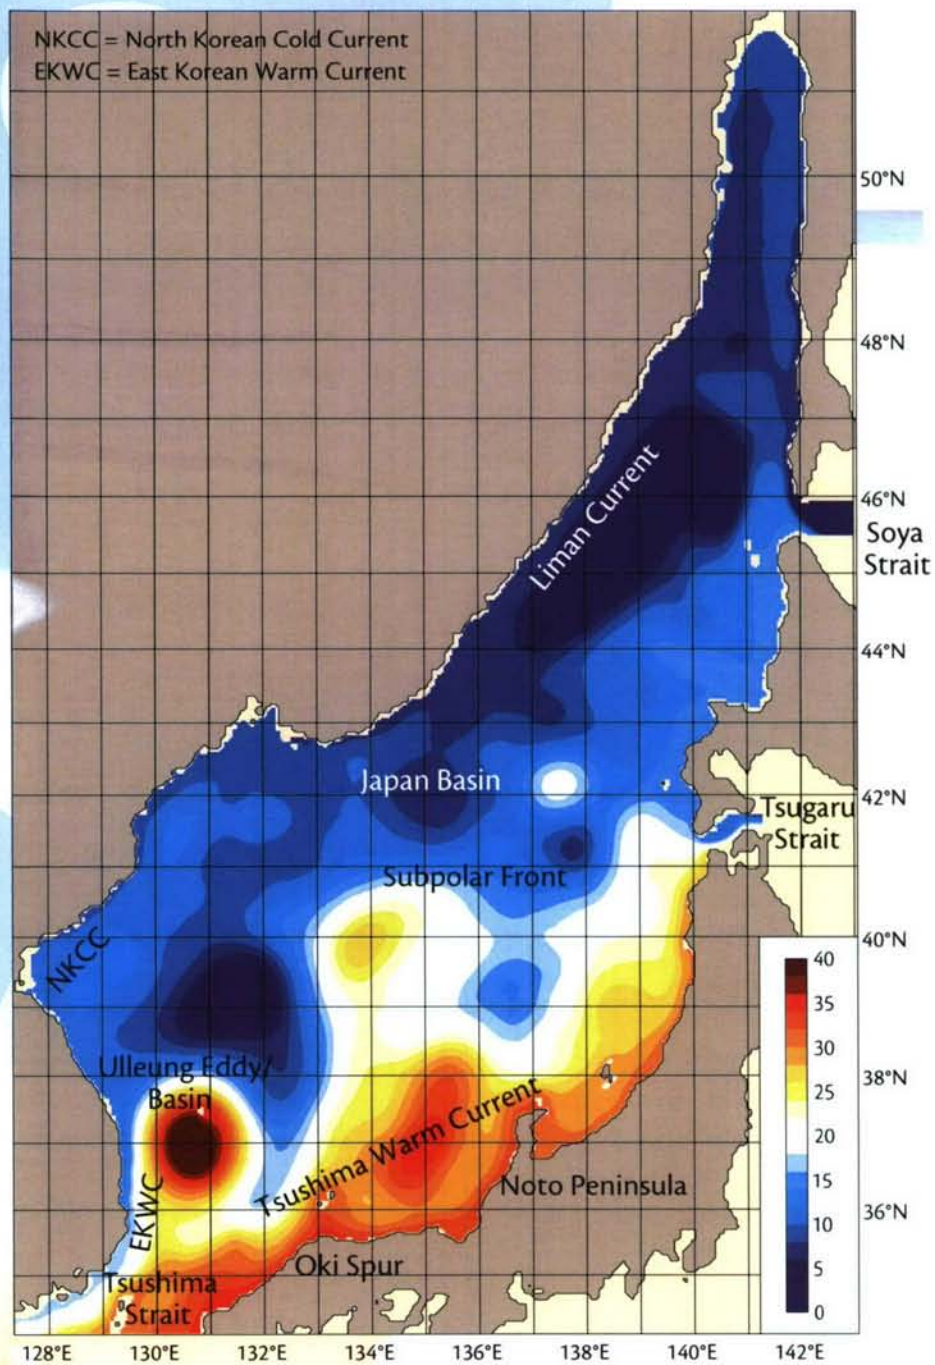 NKCC = North Korean Cold Current
EKWC = East Korean Warm Current
50°N
48°N
Liman Current
46°N
Soya
Strait
44°N
Japan Basin
42°N
Tsugaru
Strait
Subpolar Front
NKCC
40°N
40
35
30
25
20
15
10
5
0
Ulleung Eddy/
Basin
38°N
Tsushima Warm Current
EKWC
Noto Peninsula
36°N
Oki Spur
Tsushima
Strait
128°E
130°E
132°E
134°E
136°E
138°E
140°E
142°E